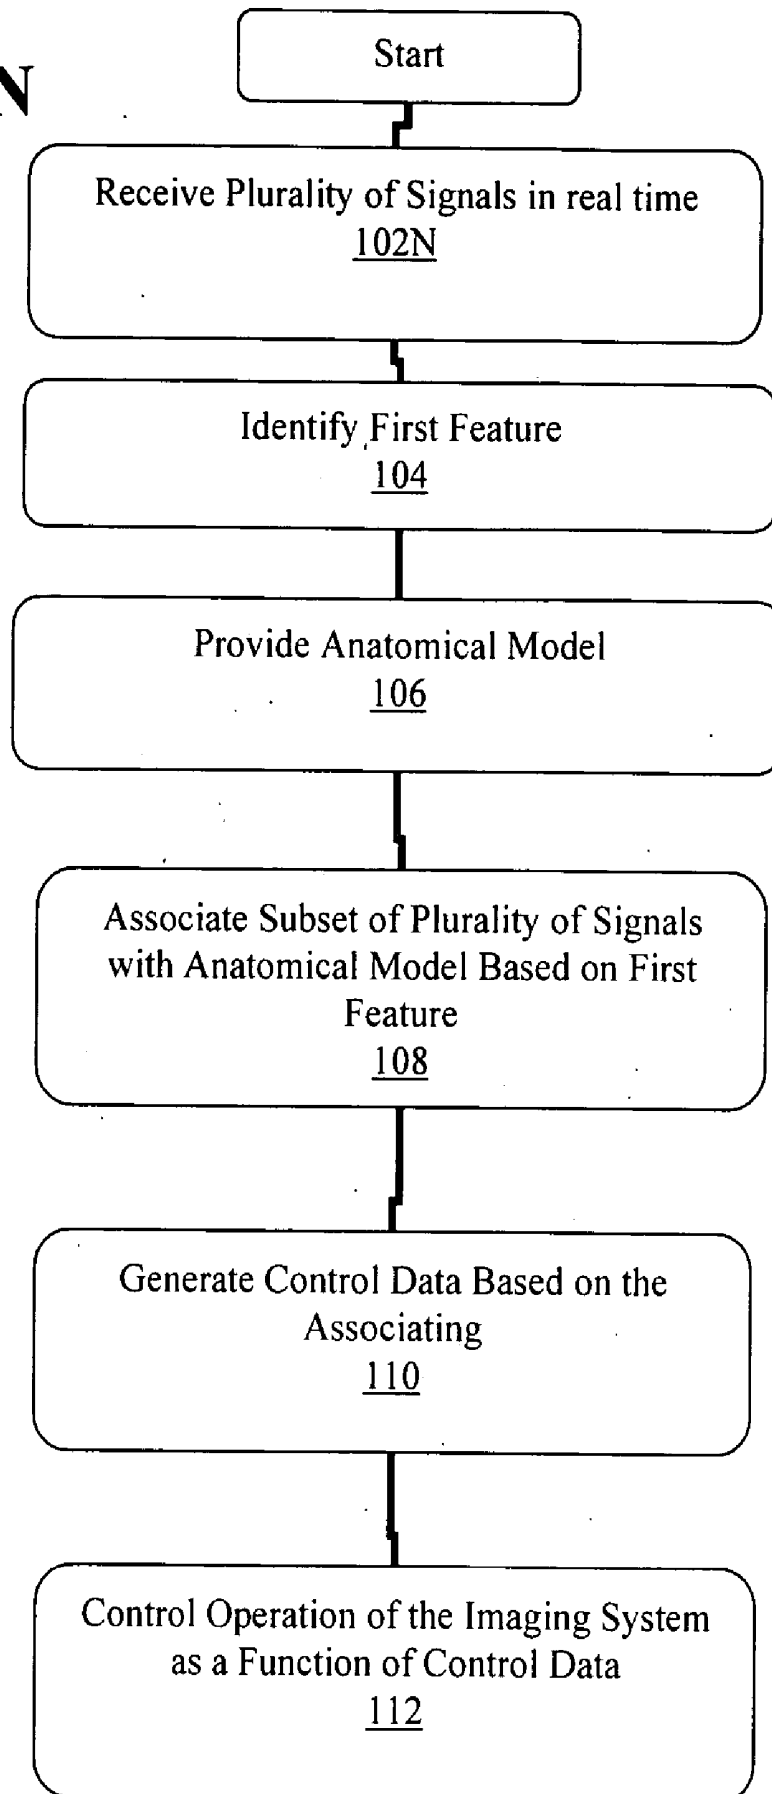 N
Start
Receive Plurality of Signals in real time
102N
Identify First Feature
104
Provide Anatomical Model
106
Associate Subset of Plurality of Signals
with Anatomical Model Based on First
Feature
108
Generate Control Data Based on the
Associating
110
Control Operation of the Imaging System
as a Function of Control Data
112